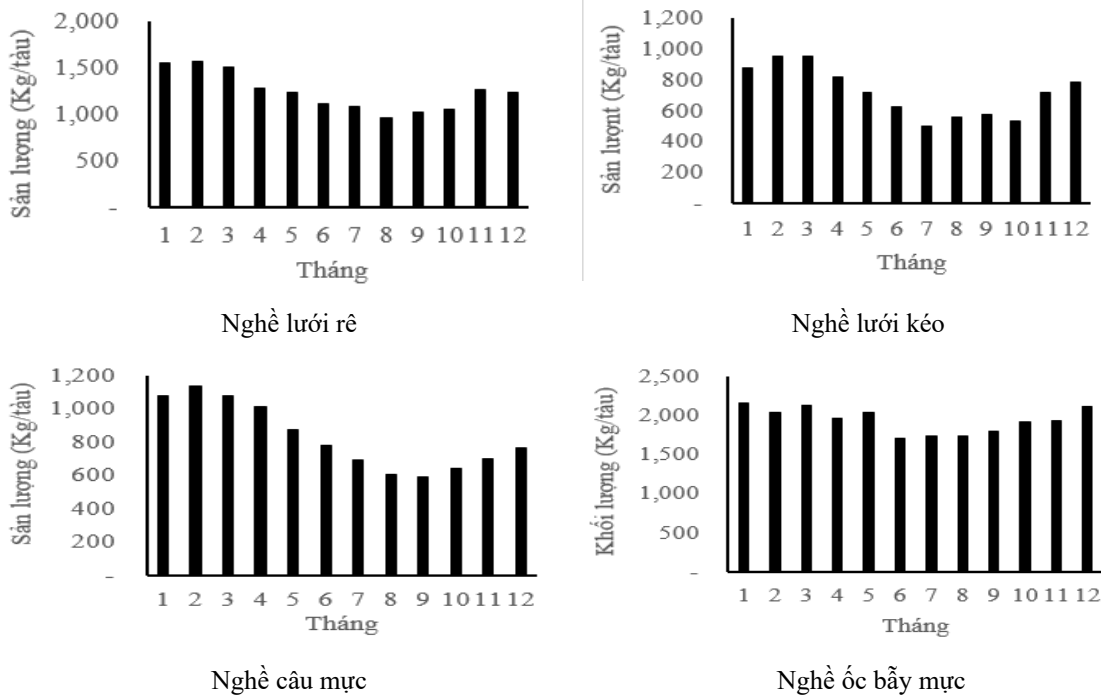 2,000
1,500
1,000
500
-
Sản lượng (Kg/tàu)
1 2 3 4 5 6 7 8 9 10 11 12
Tháng
Nghề lưới rê
1,200
1,000
800
600
400
200
-
Sản lượnt (Kg/tàu)
1 2 3 4 5 6 7 8 9 10 11 12
Tháng
Nghề lưới kéo
1,200
1,000
800
600
400
200
-
Sản lượng (Kg/tàu)
1 2 3 4 5 6 7 8 9 10 11 12
Tháng
Nghề câu mực
2,500
2,000
1,500
1,000
500
-
Khối lượng (Kg/tàu)
1 2 3 4 5 6 7 8 9 10 11 12
Tháng
Nghề ốc bẫy mực